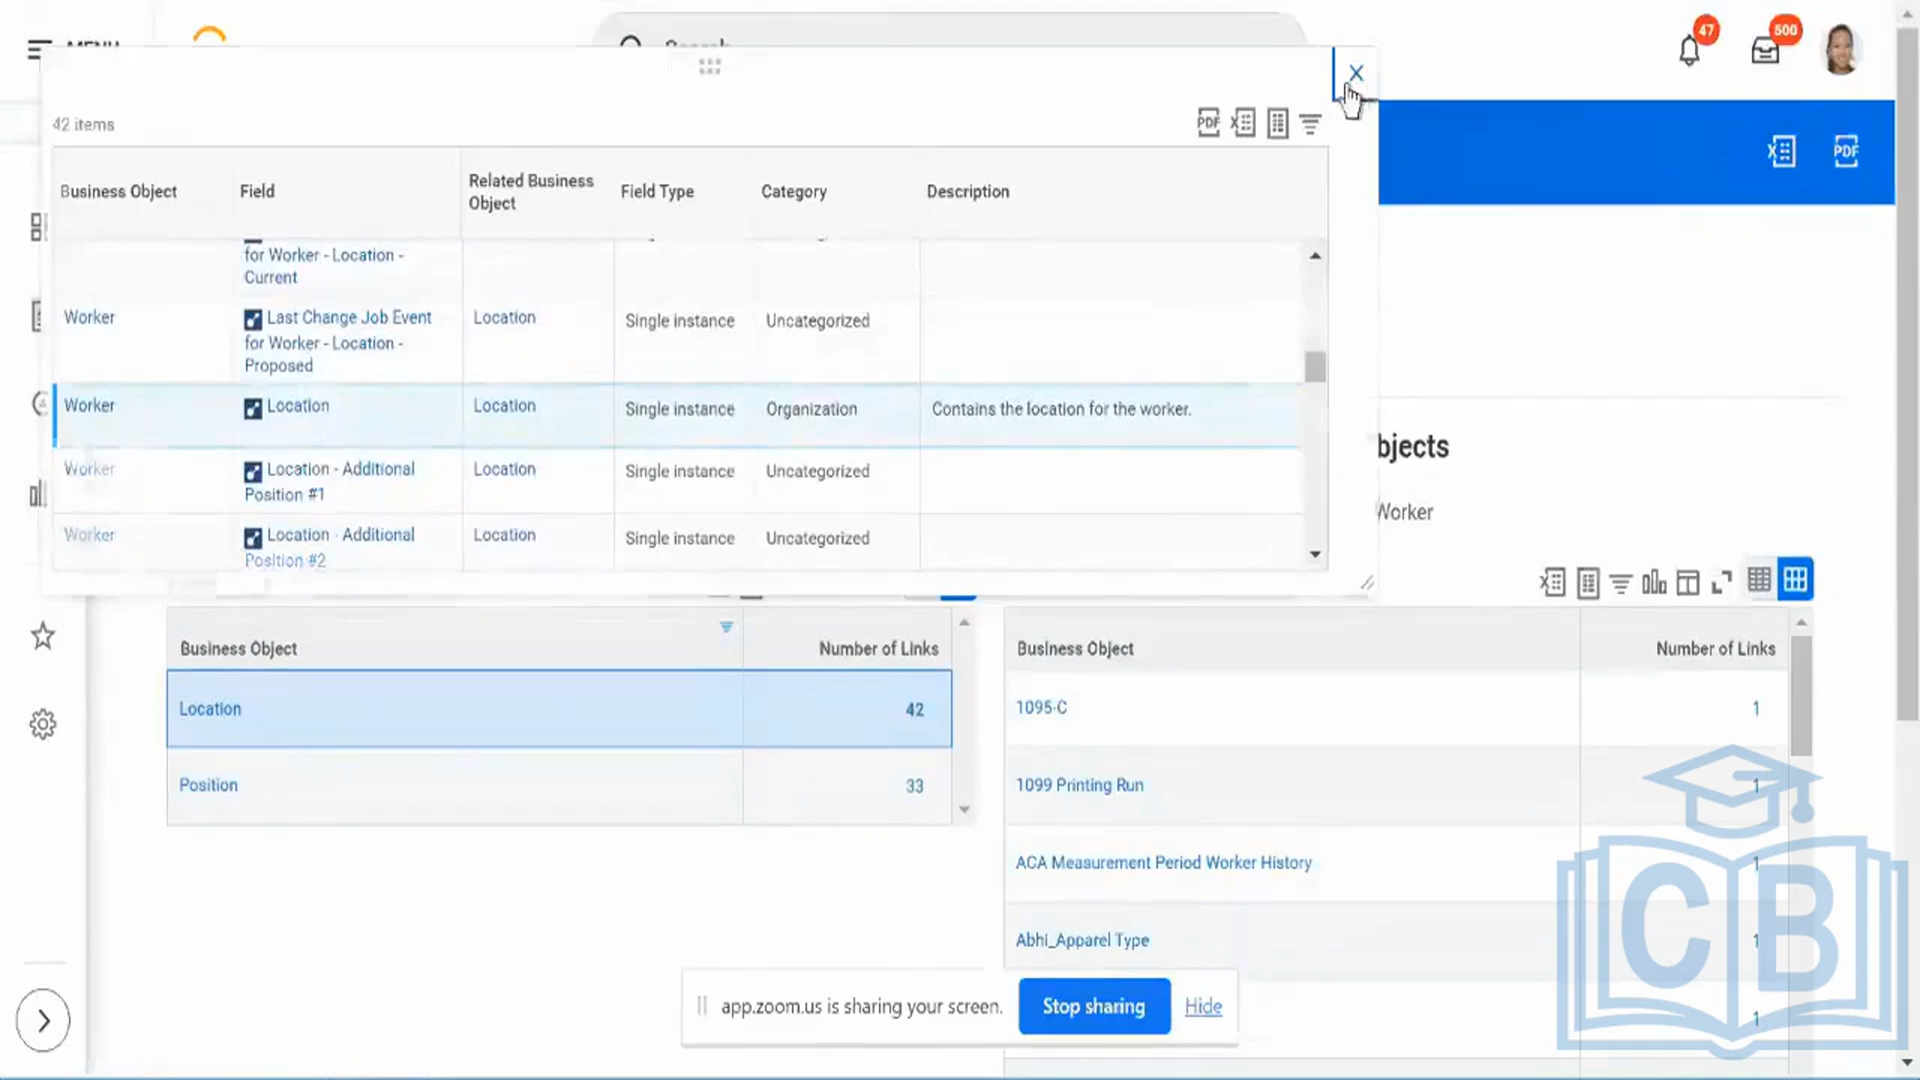 MENU
Search
47
500
42 items
PDF
PDF
Business Object
Field
Related Business
Object
Field Type
Category
Description
for Worker - Location -
Current
Worker
Last Change Job Event
for Worker - Location -
Proposed
Location
Single instance
Uncategorized
Worker
Location
Location
Single instance
Organization
Contains the location for the worker.
Worker
Location - Additional
Position #1
Location
Single instance
Uncategorized
Worker
Location - Additional
Position #2
Location
Single instance
Uncategorized
bjects
Worker
Business Object
Number of Links
Location
42
Position
33
Business Object
Number of Links
1095-C
1
1099 Printing Run
1
ACA Measurement Period Worker History
1
Abhi_Apparel Type
1
1
app.zoom.us is sharing your screen.
Stop sharing
Hide
CB